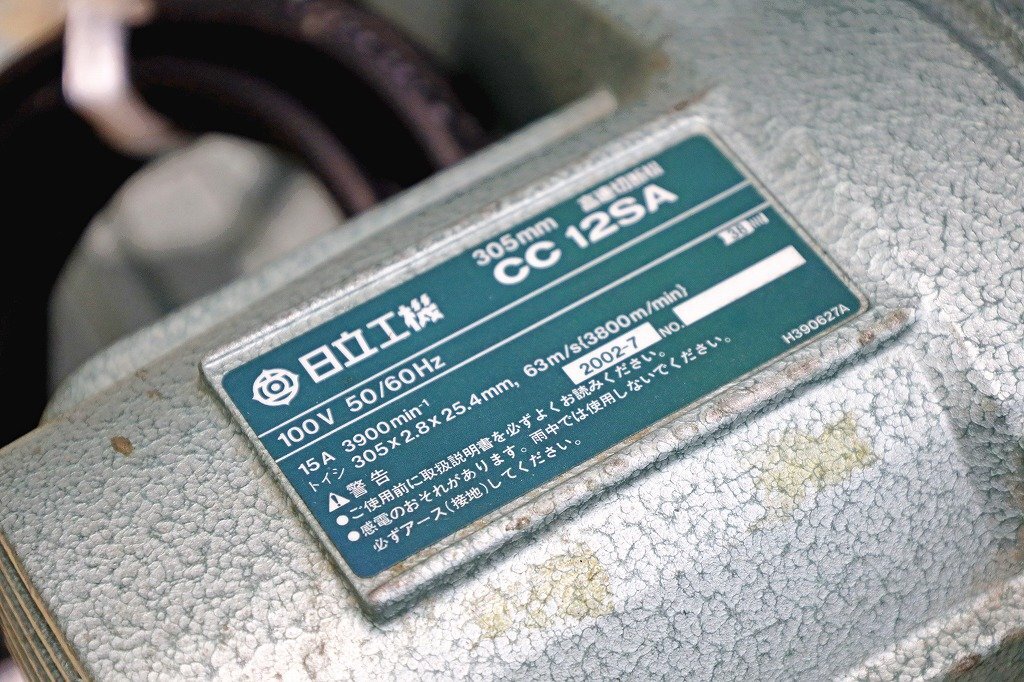 日立工機
305mm 高速切断機
CC 12SA
100V 50/60Hz
15A 3900min⁻¹
トイシ 305×2.8×25.4mm, 63m/s{3800m/min}
2002-7 NO.
警告
●ご使用前に取扱説明書を必ずよくお読みください。
●感電のおそれがあります。雨中では使用しないでください。
必ずアース(接地)してください。
H390627A